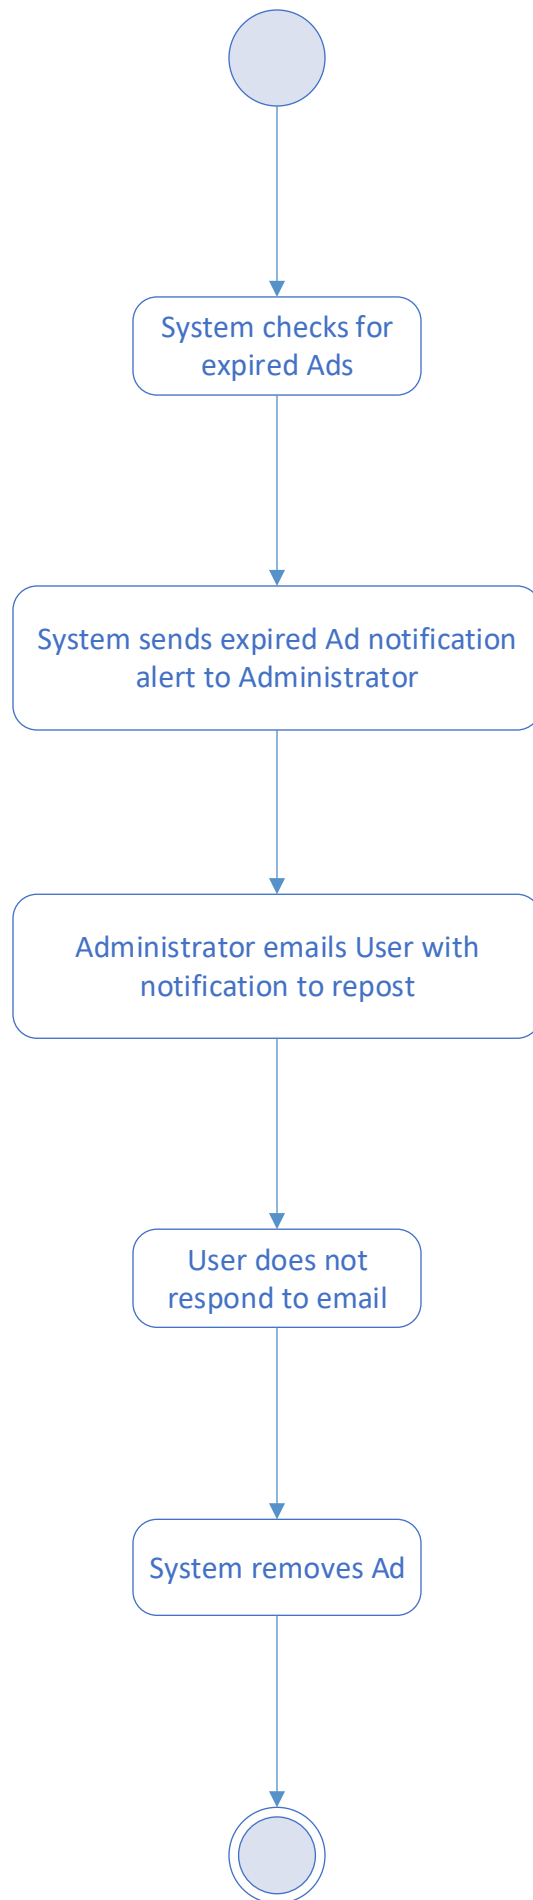 System checks for
expired Ads
System sends expired Ad notification
alert to Administrator
Administrator emails User with
notification to repost
User does not
respond to email
System removes Ad